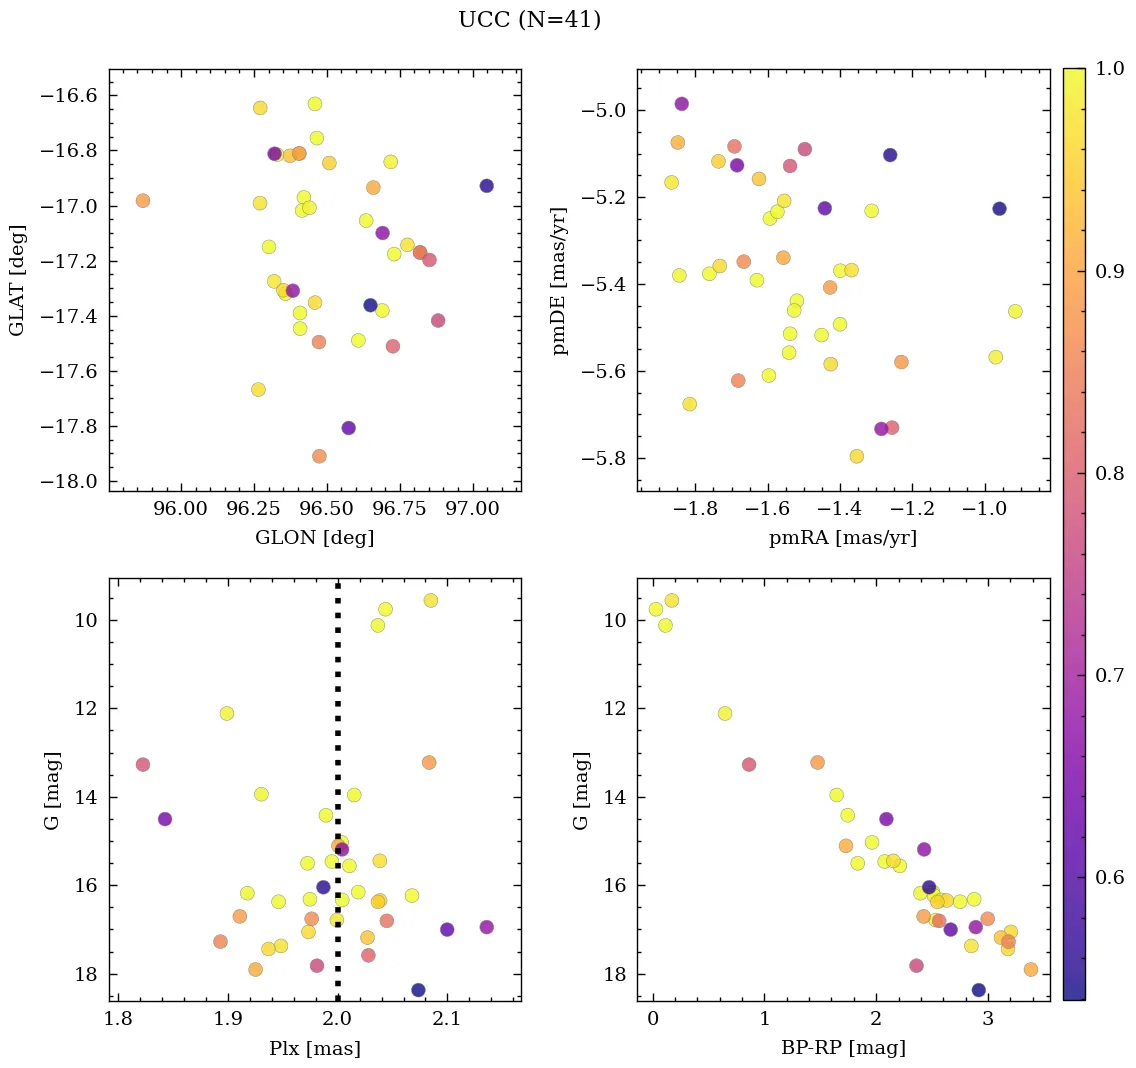 UCC (N=41)
−16.6
−16.8
−17.0
−17.2
−17.4
−17.6
−17.8
−18.0
GLAT [deg]
96.00 96.25 96.50 96.75 97.00
GLON [deg]
−5.0
−5.2
−5.4
−5.6
−5.8
pmDE [mas/yr]
−1.8 −1.6 −1.4 −1.2 −1.0
pmRA [mas/yr]
10
12
14
16
18
G [mag]
1.8 1.9 2.0 2.1
Plx [mas]
10
12
14
16
18
G [mag]
0 1 2 3
BP-RP [mag]
1.0
0.9
0.8
0.7
0.6